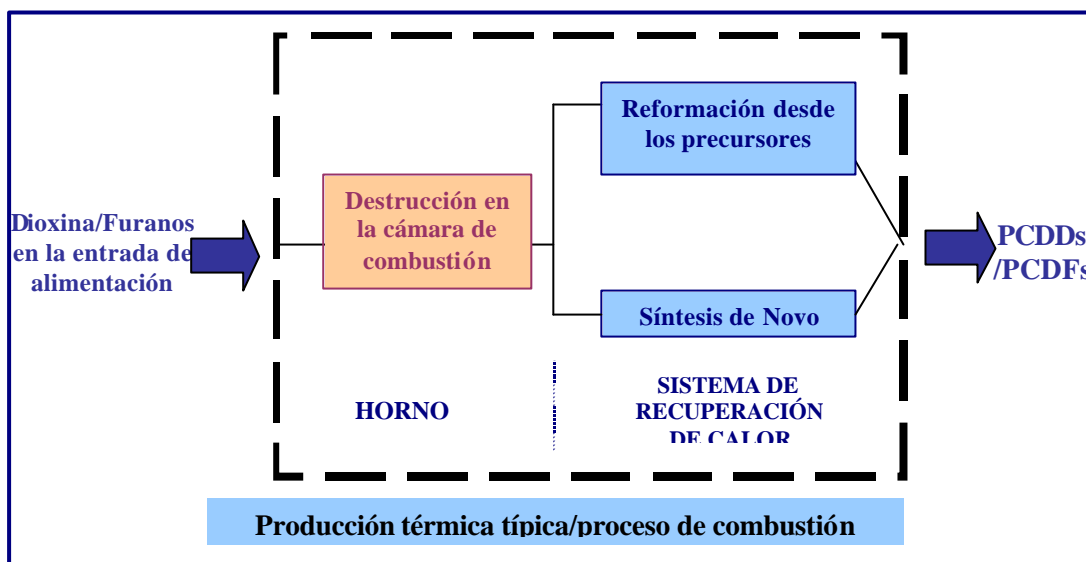 Dioxina/Furanos
en la entrada de
alimentación
Destrucción en
la cámara de
combustión
Reformación desde
los precursores
Síntesis de Novo
PCDDs
/PCDFs
HORNO
SISTEMA DE
RECUPERACIÓN
DE CALOR
Producción térmica típica/proceso de combustión